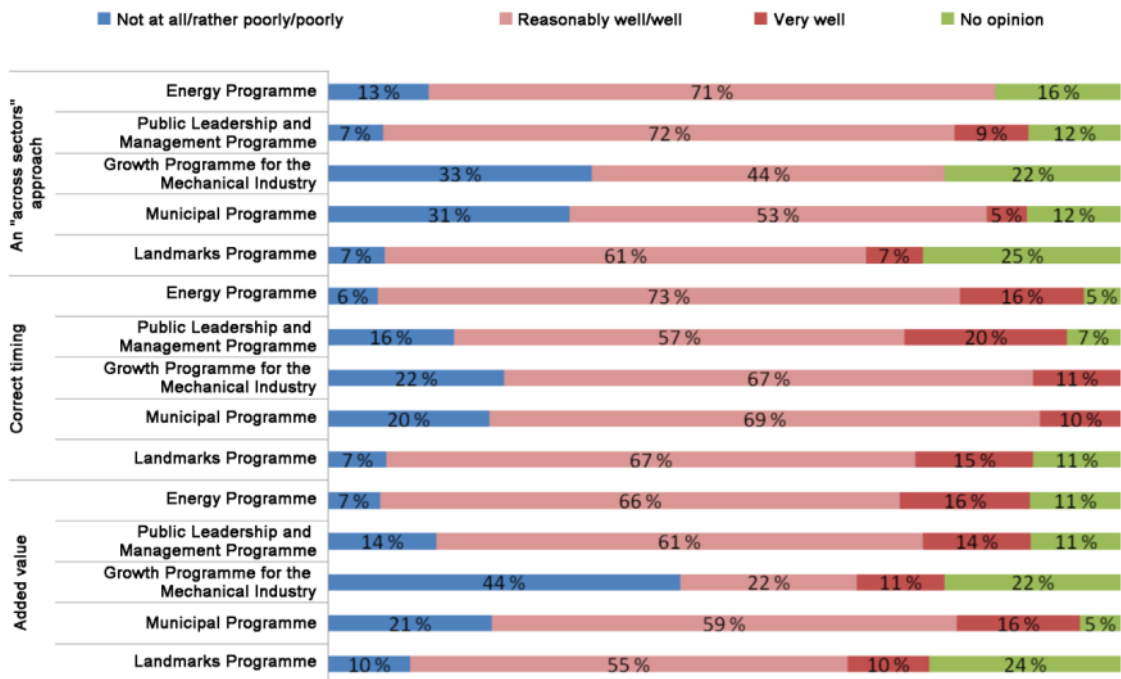 Not at all/rather poorly/poorly
Reasonably well/well
Very well
No opinion
An "across sectors"
approach
Energy Programme
13 %
71 %
16 %
Public Leadership and
Management Programme
7 %
72 %
9 %
12 %
Growth Programme for the
Mechanical Industry
33 %
44 %
22 %
Municipal Programme
31 %
53 %
5 %
12 %
Landmarks Programme
7 %
61 %
7 %
25 %
Correct timing
Energy Programme
6 %
73 %
16 %
5 %
Public Leadership and
Management Programme
16 %
57 %
20 %
7 %
Growth Programme for the
Mechanical Industry
22 %
67 %
11 %
Municipal Programme
20 %
69 %
10 %
Landmarks Programme
7 %
67 %
15 %
11 %
Added value
Energy Programme
7 %
66 %
16 %
11 %
Public Leadership and
Management Programme
14 %
61 %
14 %
11 %
Growth Programme for the
Mechanical Industry
44 %
22 %
11 %
22 %
Municipal Programme
21 %
59 %
16 %
5 %
Landmarks Programme
10 %
55 %
10 %
24 %